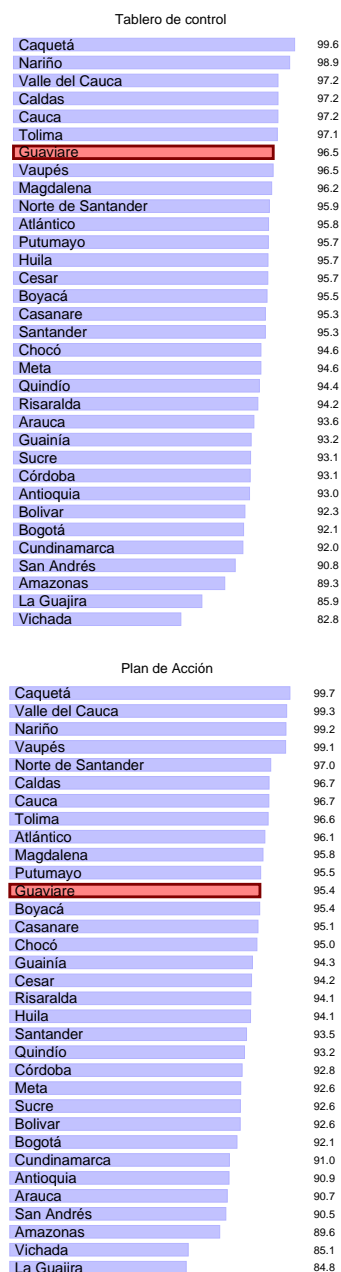 Tablero de control
Caquetá 99.6
Nariño 98.9
Valle del Cauca 97.2
Caldas 97.2
Cauca 97.2
Tolima 97.1
Guaviare 96.5
Vaupés 96.5
Magdalena 96.2
Norte de Santander 95.9
Atlántico 95.8
Putumayo 95.7
Huila 95.7
Cesar 95.7
Boyacá 95.5
Casanare 95.3
Santander 95.3
Chocó 94.6
Meta 94.6
Quindío 94.4
Risaralda 94.2
Arauca 93.6
Guainía 93.2
Sucre 93.1
Córdoba 93.1
Antioquia 93.0
Bolivar 92.3
Bogotá 92.1
Cundinamarca 92.0
San Andrés 90.8
Amazonas 89.3
La Guajira 85.9
Vichada 82.8
Plan de Acción
Caquetá 99.7
Valle del Cauca 99.3
Nariño 99.2
Vaupés 99.1
Norte de Santander 97.0
Caldas 96.7
Cauca 96.7
Tolima 96.6
Atlántico 96.1
Magdalena 95.8
Putumayo 95.5
Guaviare 95.4
Boyacá 95.4
Casanare 95.1
Chocó 95.0
Guainía 94.3
Cesar 94.2
Risaralda 94.1
Huila 94.1
Santander 93.5
Quindío 93.2
Córdoba 92.8
Meta 92.6
Sucre 92.6
Bolivar 92.6
Bogotá 92.1
Cundinamarca 91.0
Antioquia 90.9
Arauca 90.7
San Andrés 90.5
Amazonas 89.6
Vichada 85.1
La Guajira 84.8